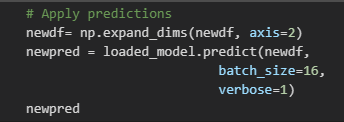 # Apply predictions
newdf= np.expand_dims(newdf, axis=2)
newpred = loaded_model.predict(newdf,
batch_size=16,
verbose=1)
newpred